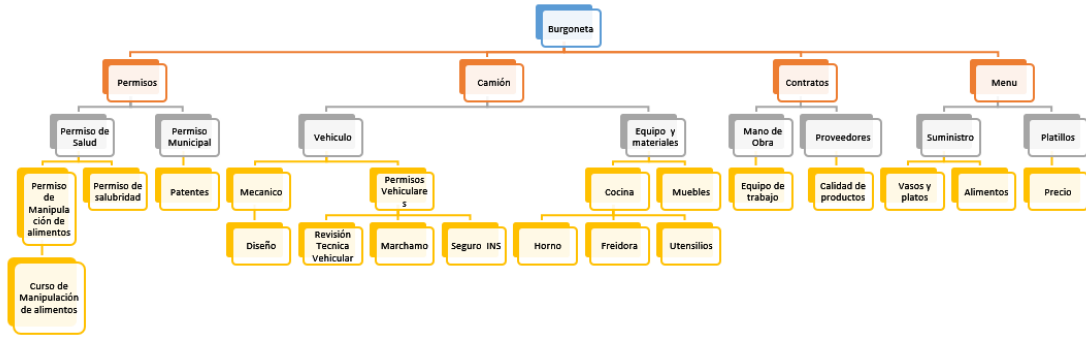 Burgoneta
Permisos
Camión
Contratos
Menu
Permiso de
Salud
Permiso
Municipal
Vehiculo
Equipo y
materiales
Mano de
Obra
Proveedores
Suministro
Platillos
Permiso
de
Manipula
ción de
alimentos
Permiso de
salubridad
Patentes
Mecanico
Permisos
Vehiculare
s
Cocina
Muebles
Equipo de
trabajo
Calidad de
productos
Vasos y
platos
Alimentos
Precio
Diseño
Revisión
Tecnica
Vehicular
Marchamo
Seguro INS
Horno
Freidora
Utensilios
Curso de
Manipulación
de alimentos